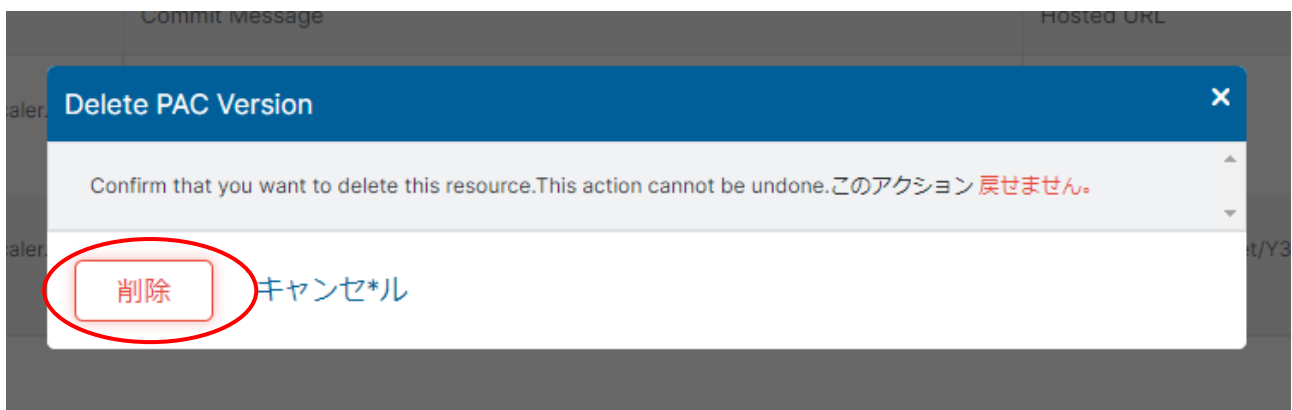 Commit Message
Hosted URL
Delete PAC Version
Confirm that you want to delete this resource.This action cannot be undone.このアクション 戻せません。
削除
キャンセ*ル